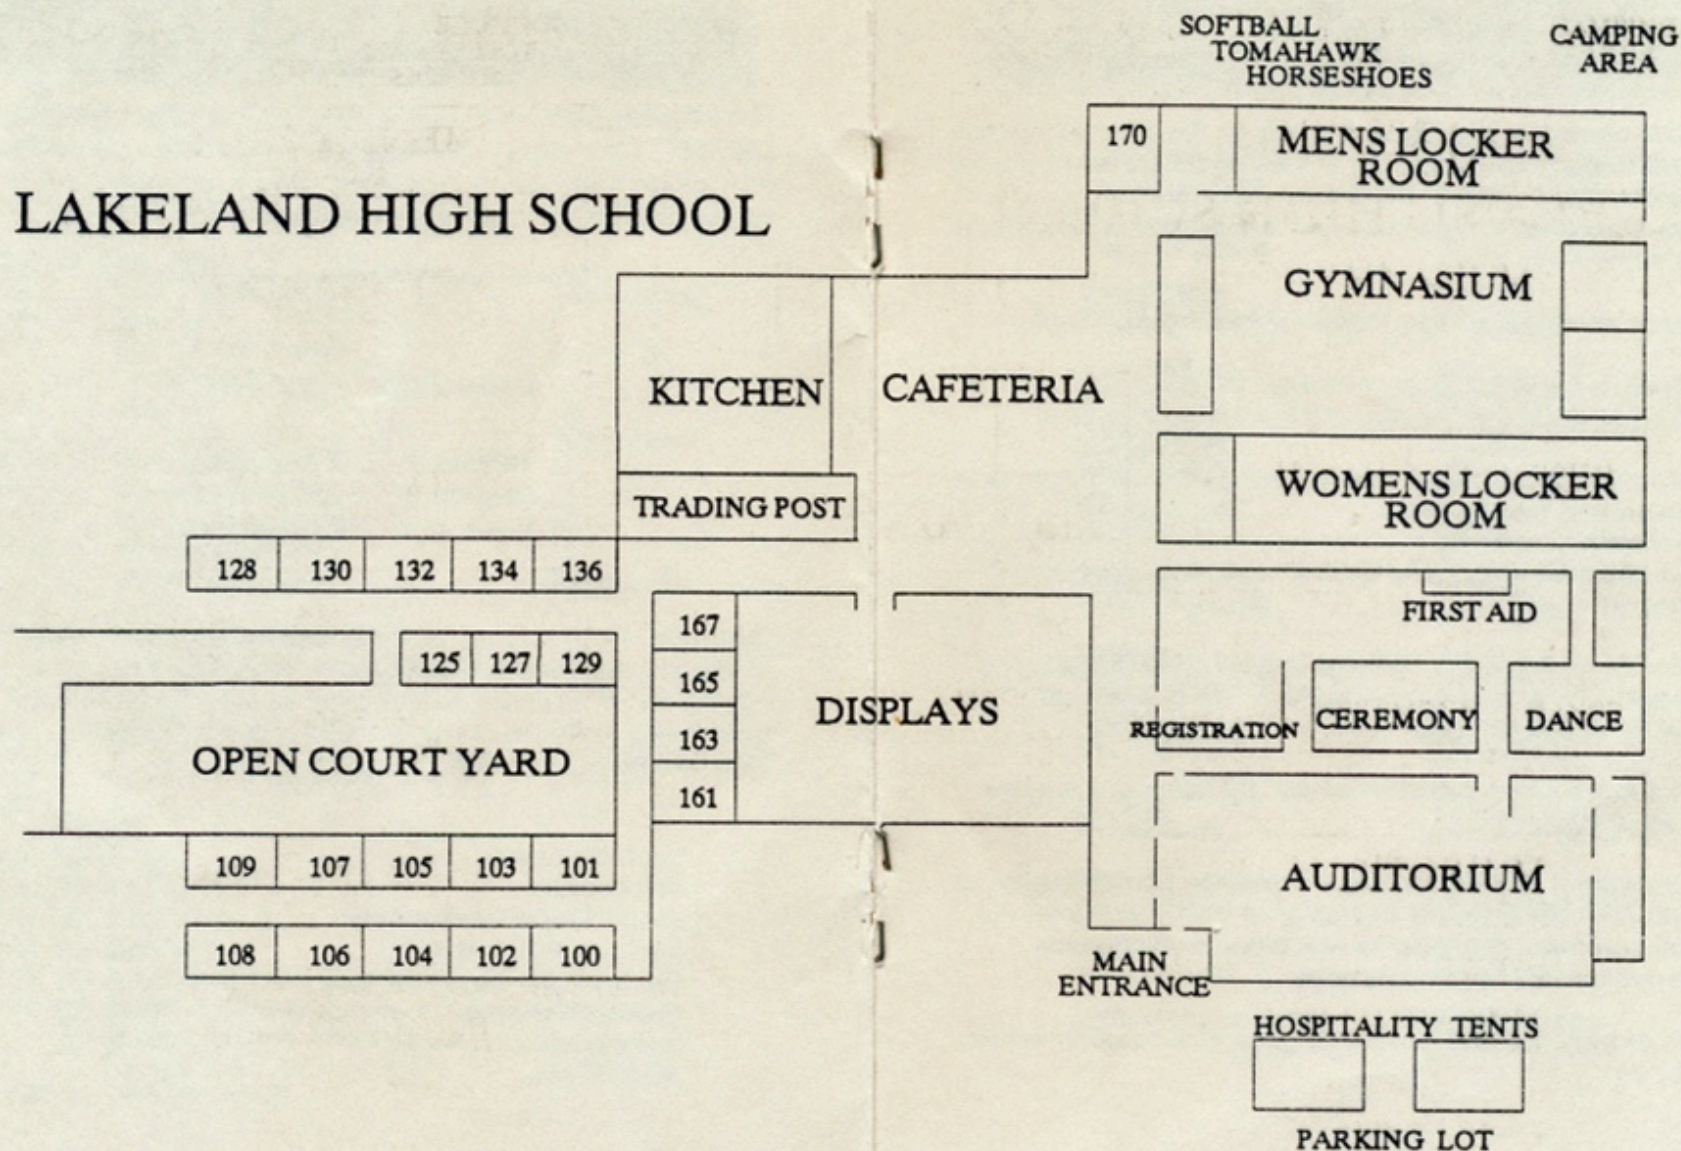 SOFTBALL
TOMAHAWK
HORSESHOES
CAMPING
AREA
170
MENS LOCKER
ROOM
LAKELAND HIGH SCHOOL
GYMNASIUM
KITCHEN
CAFETERIA
TRADING POST
WOMENS LOCKER
ROOM
128 130 132 134 136
FIRST AID
125 127 129
167
165
163
161
DISPLAYS
REGISTRATION
CEREMONY
DANCE
OPEN COURT YARD
109 107 105 103 101
AUDITORIUM
108 106 104 102 100
MAIN
ENTRANCE
HOSPITALITY TENTS
PARKING LOT